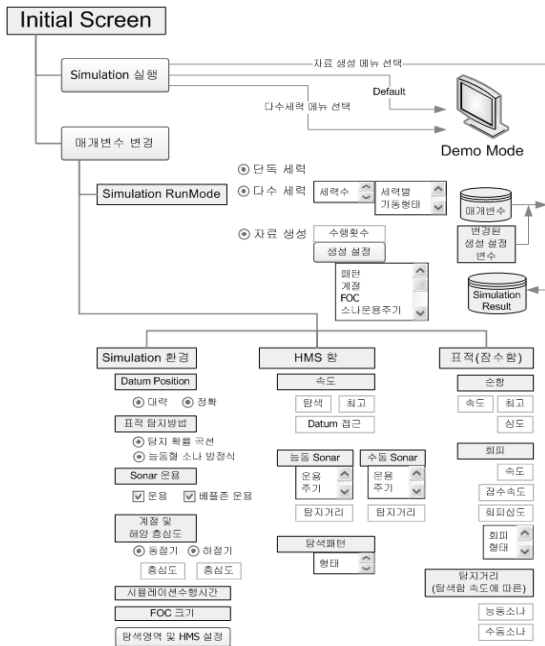 Initial Screen
Simulation 실행
자료 생성 메뉴 선택
Default
다수세력 메뉴 선택
Demo Mode
매개변수 변경
Simulation RunMode
단독 세력
다수 세력
세력수
세력별
기동형태
매개변수
자료 생성
수행횟수
생성 설정
변경된
생성 설정
변수
패턴
계절
FOC
소나운용주기
Simulation
Result
Simulation 환경
HMS 함
표적(잠수함)
Datum Position
대략
정확
표적 탐지방법
탐지 확률 곡선
능동형 소나 방정식
Sonar 운용
운용
배플존 운용
계절 및
해양 층심도
동절기
하절기
층심도
층심도
시뮬레이션수행시간
FOC 크기
탐색영역 및 HMS 설정
속도
탐색
최고
Datum 접근
능동 Sonar
수동 Sonar
운용
주기
운용
주기
탐지거리
탐지거리
탐색패턴
형태
순항
속도
최고
심도
회피
속도
잠수속도
회피심도
회피
형태
탐지거리
(탐색함 속도에 따른)
능동소나
수동소나